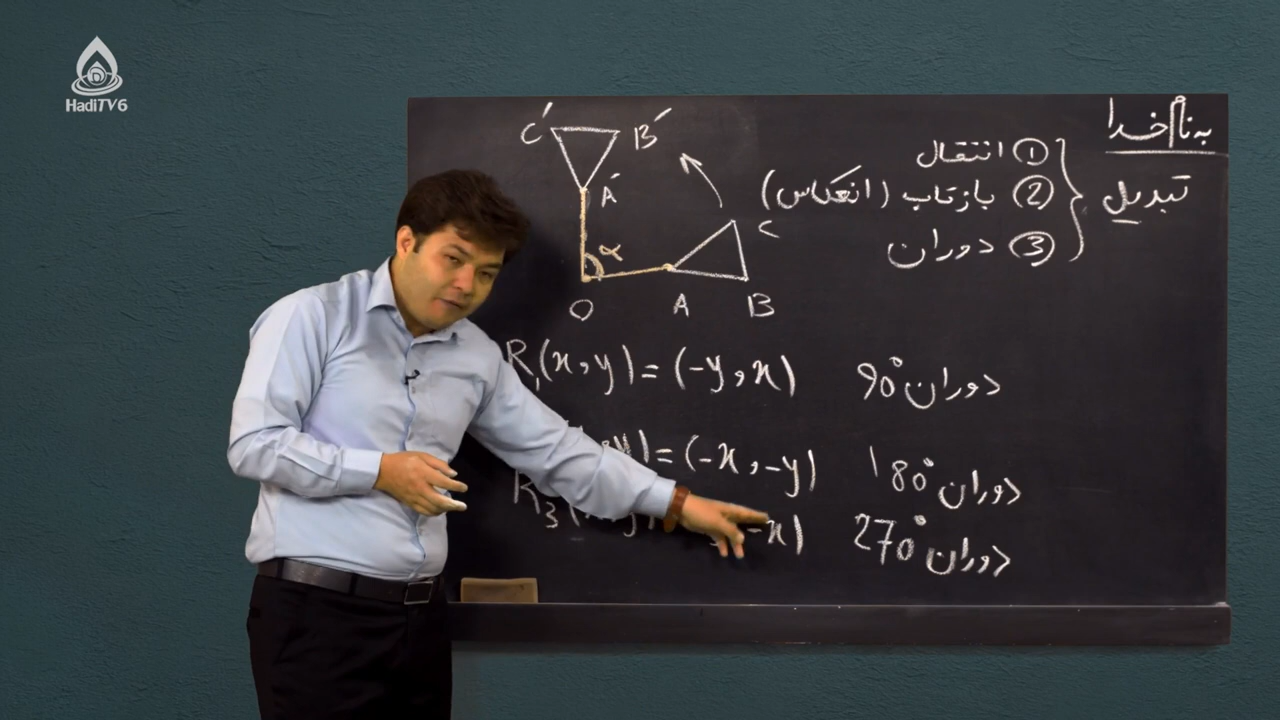 HadiTV6
به نام خدا
تبدیل
① انتقال
② بازتاب (انعکاس)
③ دوران
C′ B′
A′
C
α
O A B
R₁(x,y)=(-y,x) دوران 90°
y)=(-x,-y) دوران 180°
R₃ -x) دوران 270°